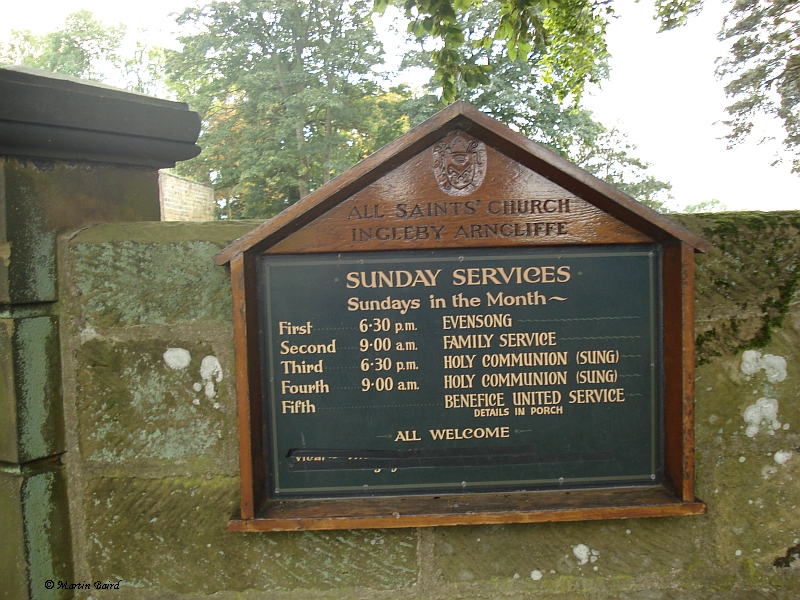 ALL SAINTS' CHURCH
INGLEBY ARNCLIFFE
SUNDAY SERVICES
Sundays in the Month
First 6·30 p.m. EVENSONG
Second 9·00 a.m. FAMILY SERVICE
Third 6·30 p.m. HOLY COMMUNION (SUNG)
Fourth 9·00 a.m. HOLY COMMUNION (SUNG)
Fifth BENEFICE UNITED SERVICE
DETAILS IN PORCH
ALL WELCOME
© Martin Baird